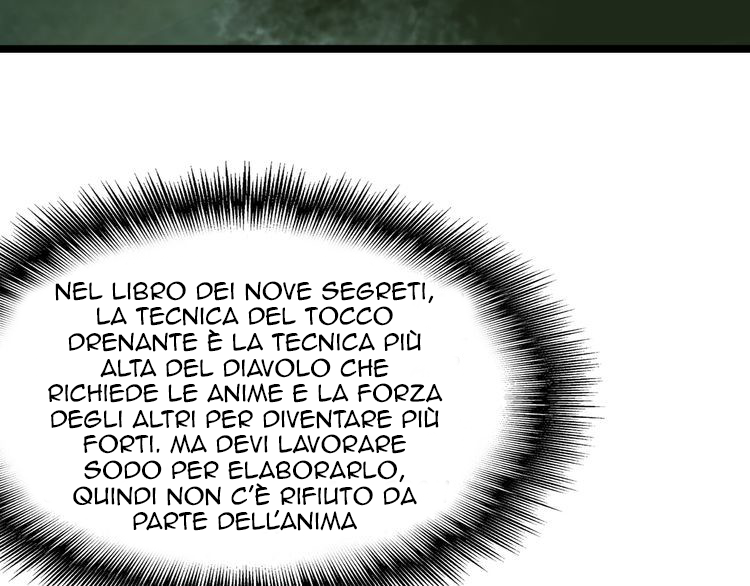 NEL LIBRO DEI NOVE SEGRETI,
LA TECNICA DEL TOCCO
DRENANTE È LA TECNICA PIÙ
ALTA DEL DIAVOLO CHE
RICHIEDE LE ANIME E LA FORZA
DEGLI ALTRI PER DIVENTARE PIÙ
FORTI. MA DEVI LAVORARE
SODO PER ELABORARLO,
QUINDI NON C'È RIFIUTO DA
PARTE DELL'ANIMA